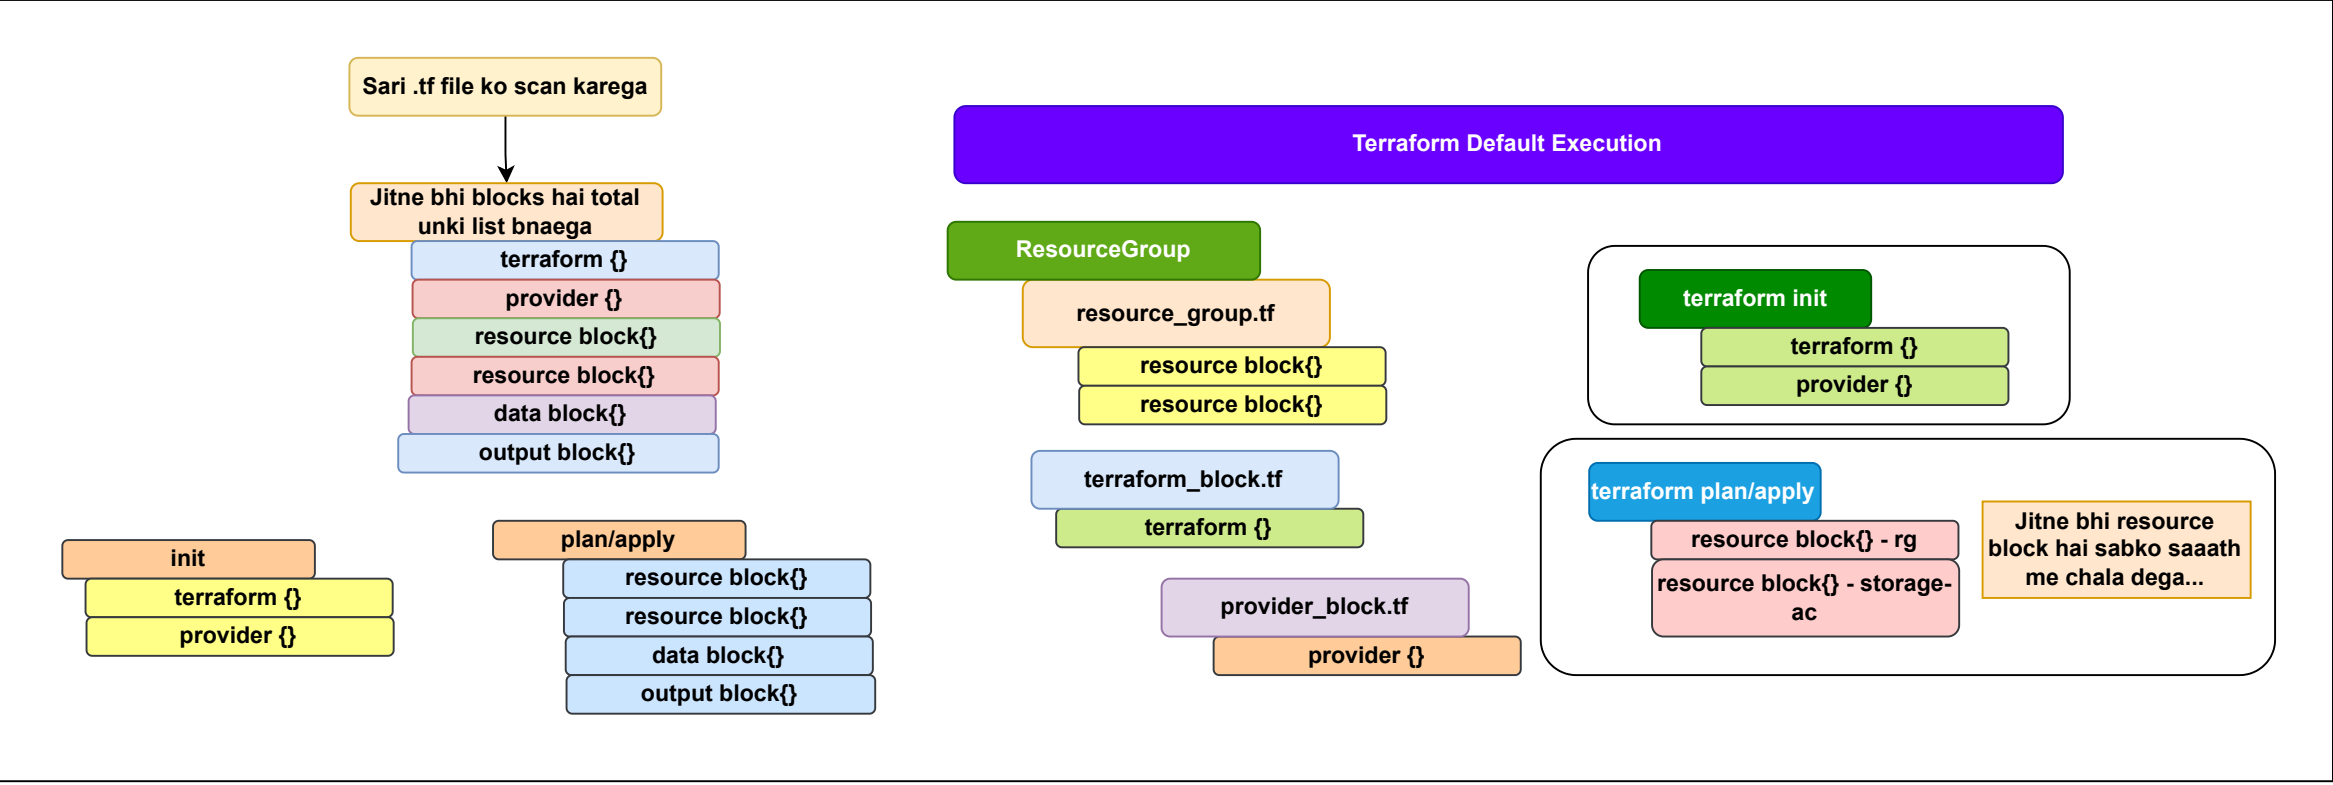 Sari .tf file ko scan karega
Jitne bhi blocks hai total
unki list bnaega
terraform {}
provider {}
resource block{}
resource block{}
data block{}
output block{}
init
terraform {}
provider {}
plan/apply
resource block{}
resource block{}
data block{}
output block{}
Terraform Default Execution
ResourceGroup
resource_group.tf
resource block{}
resource block{}
terraform_block.tf
terraform {}
provider_block.tf
provider {}
terraform init
terraform {}
provider {}
terraform plan/apply
resource block{} - rg
resource block{} - storage-
ac
Jitne bhi resource
block hai sabko saaath
me chala dega...